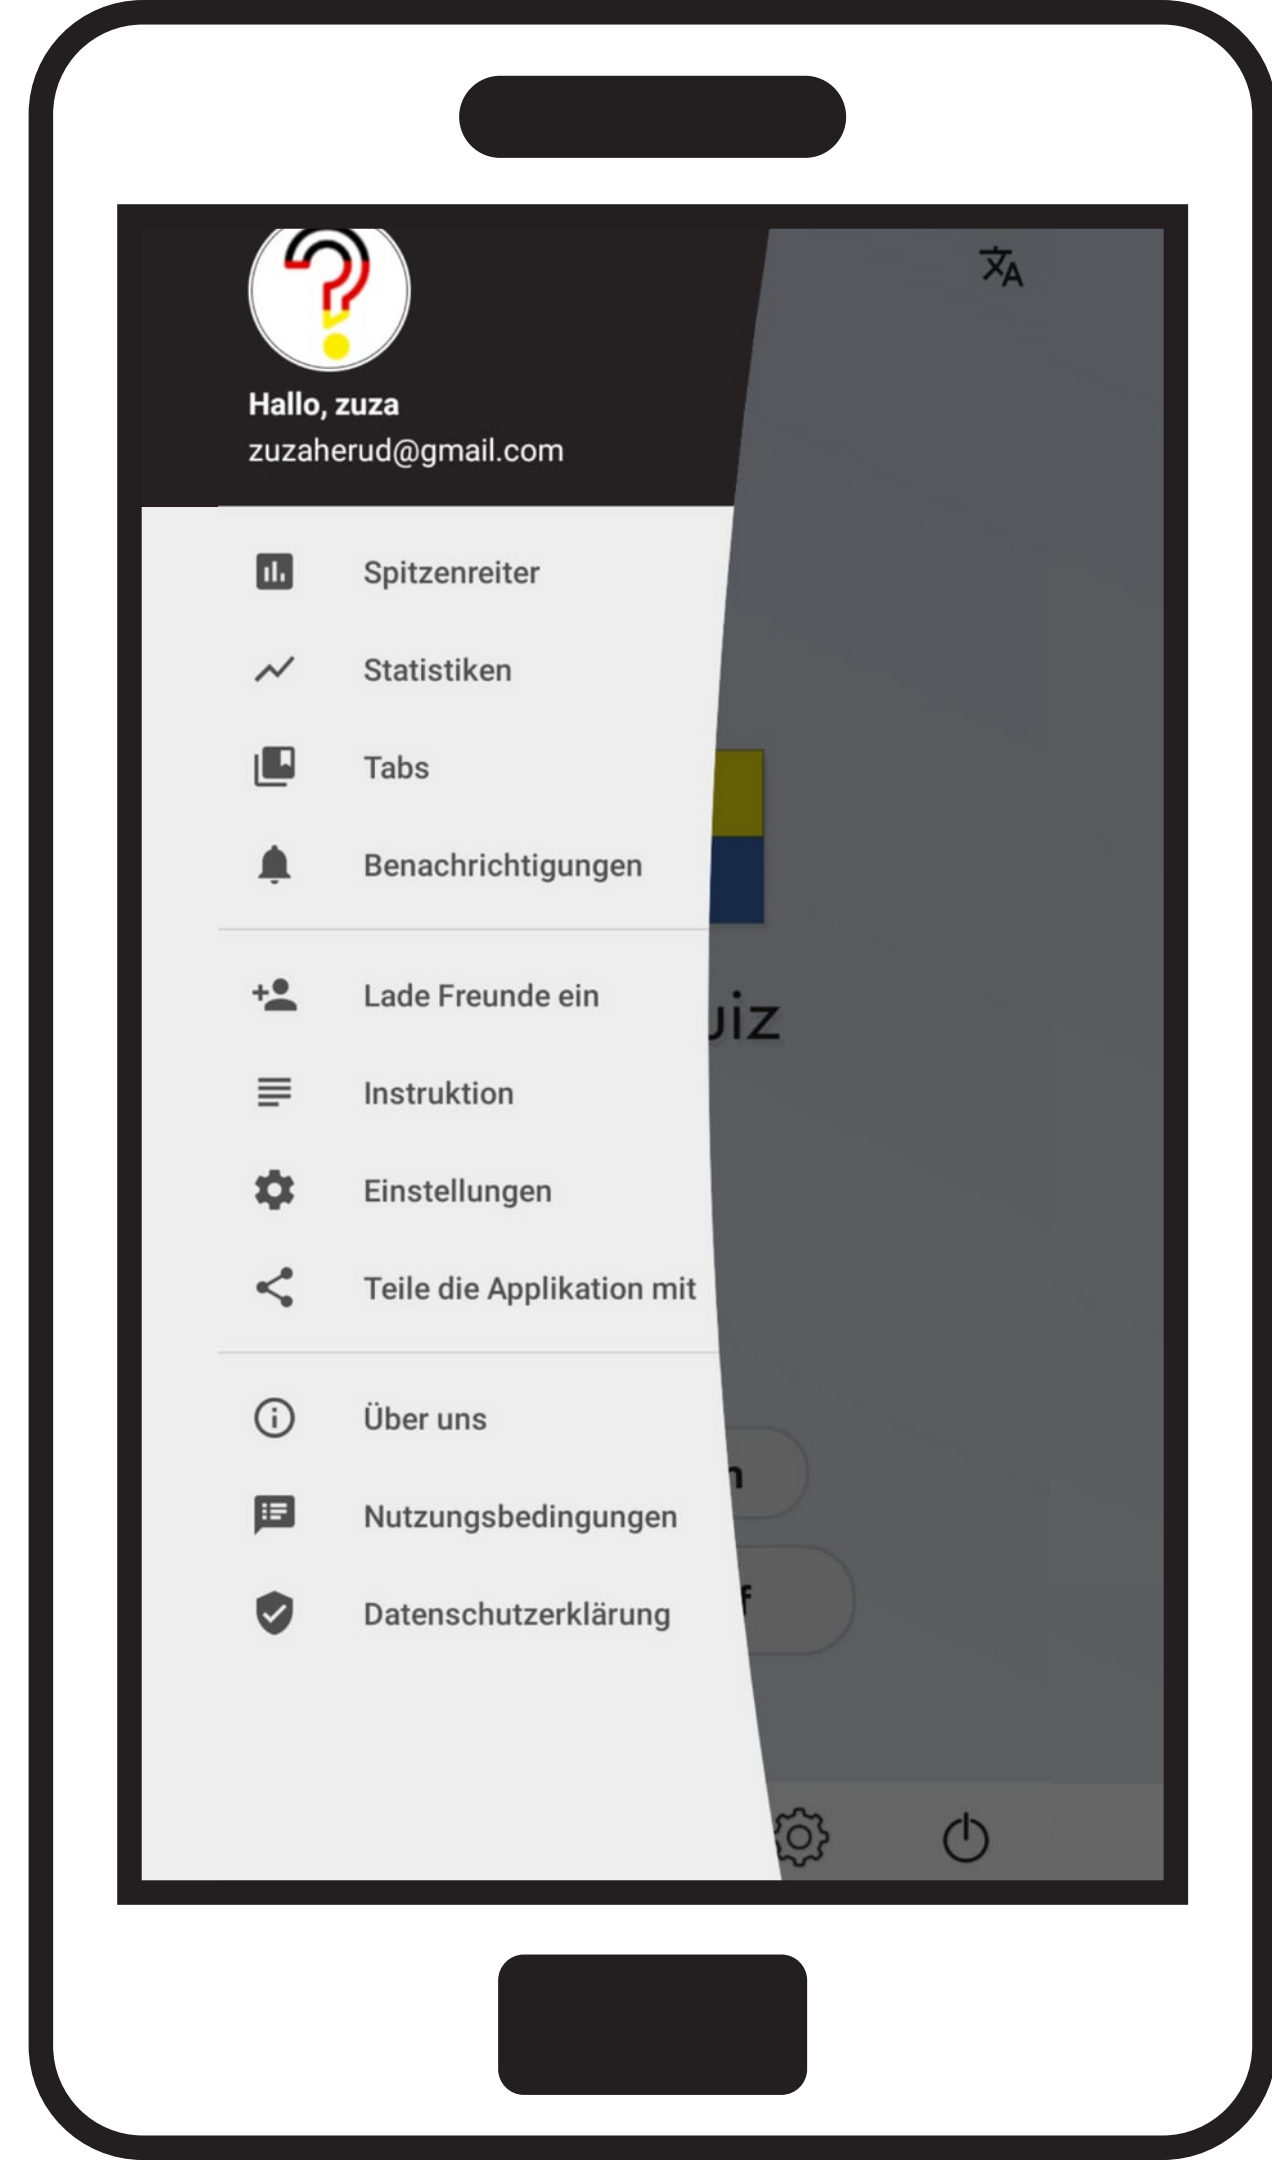 Hallo, zuza
zuzaherud@gmail.com
Spitzenreiter
Statistiken
Tabs
Benachrichtigungen
Lade Freunde ein
Instruktion
Einstellungen
Teile die Applikation mit
Über uns
Nutzungsbedingungen
Datenschutzerklärung